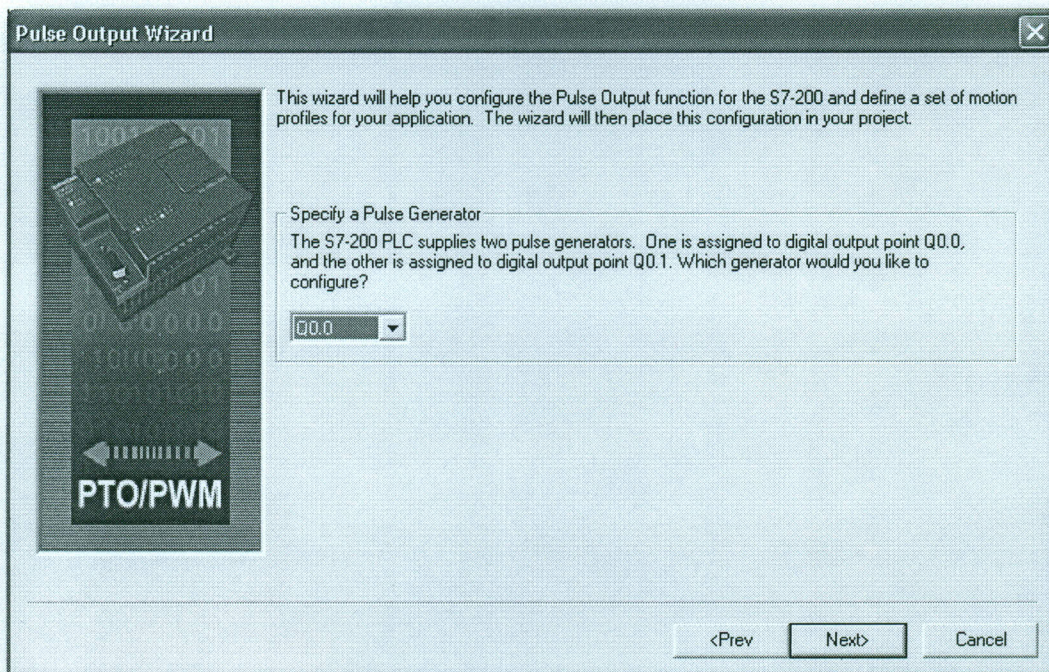 Pulse Output Wizard
This wizard will help you configure the Pulse Output function for the S7-200 and define a set of motion
profiles for your application. The wizard will then place this configuration in your project.
Specify a Pulse Generator
The S7-200 PLC supplies two pulse generators. One is assigned to digital output point Q0.0,
and the other is assigned to digital output point Q0.1. Which generator would you like to
configure?
Q0.0
PTO/PWM
<Prev
Next>
Cancel